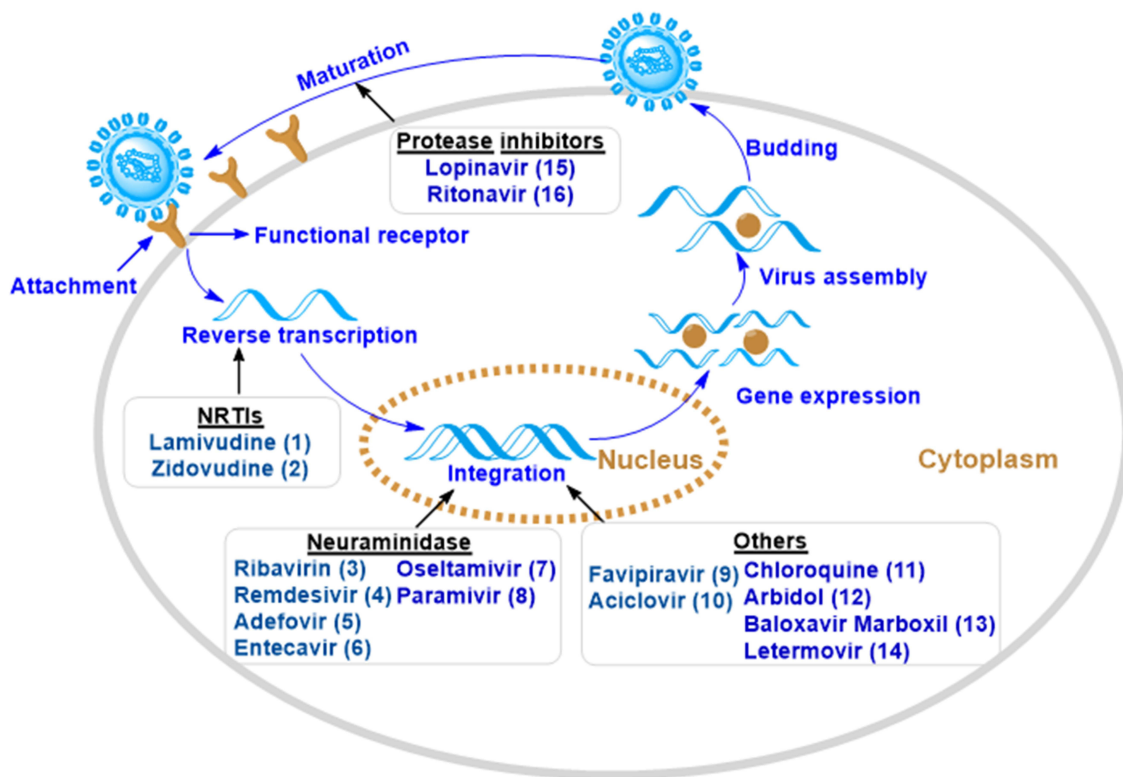 Maturation
Protease inhibitors
Lopinavir (15)
Ritonavir (16)
Budding
Functional receptor
Attachment
Virus assembly
Reverse transcription
Gene expression
NRTIs
Lamivudine (1)
Zidovudine (2)
Nucleus
Integration
Cytoplasm
Neuraminidase
Ribavirin (3)
Remdesivir (4)
Adefovir (5)
Entecavir (6)
Oseltamivir (7)
Paramivir (8)
Others
Favipiravir (9)
Aciclovir (10)
Chloroquine (11)
Arbidol (12)
Baloxavir Marboxil (13)
Letermovir (14)